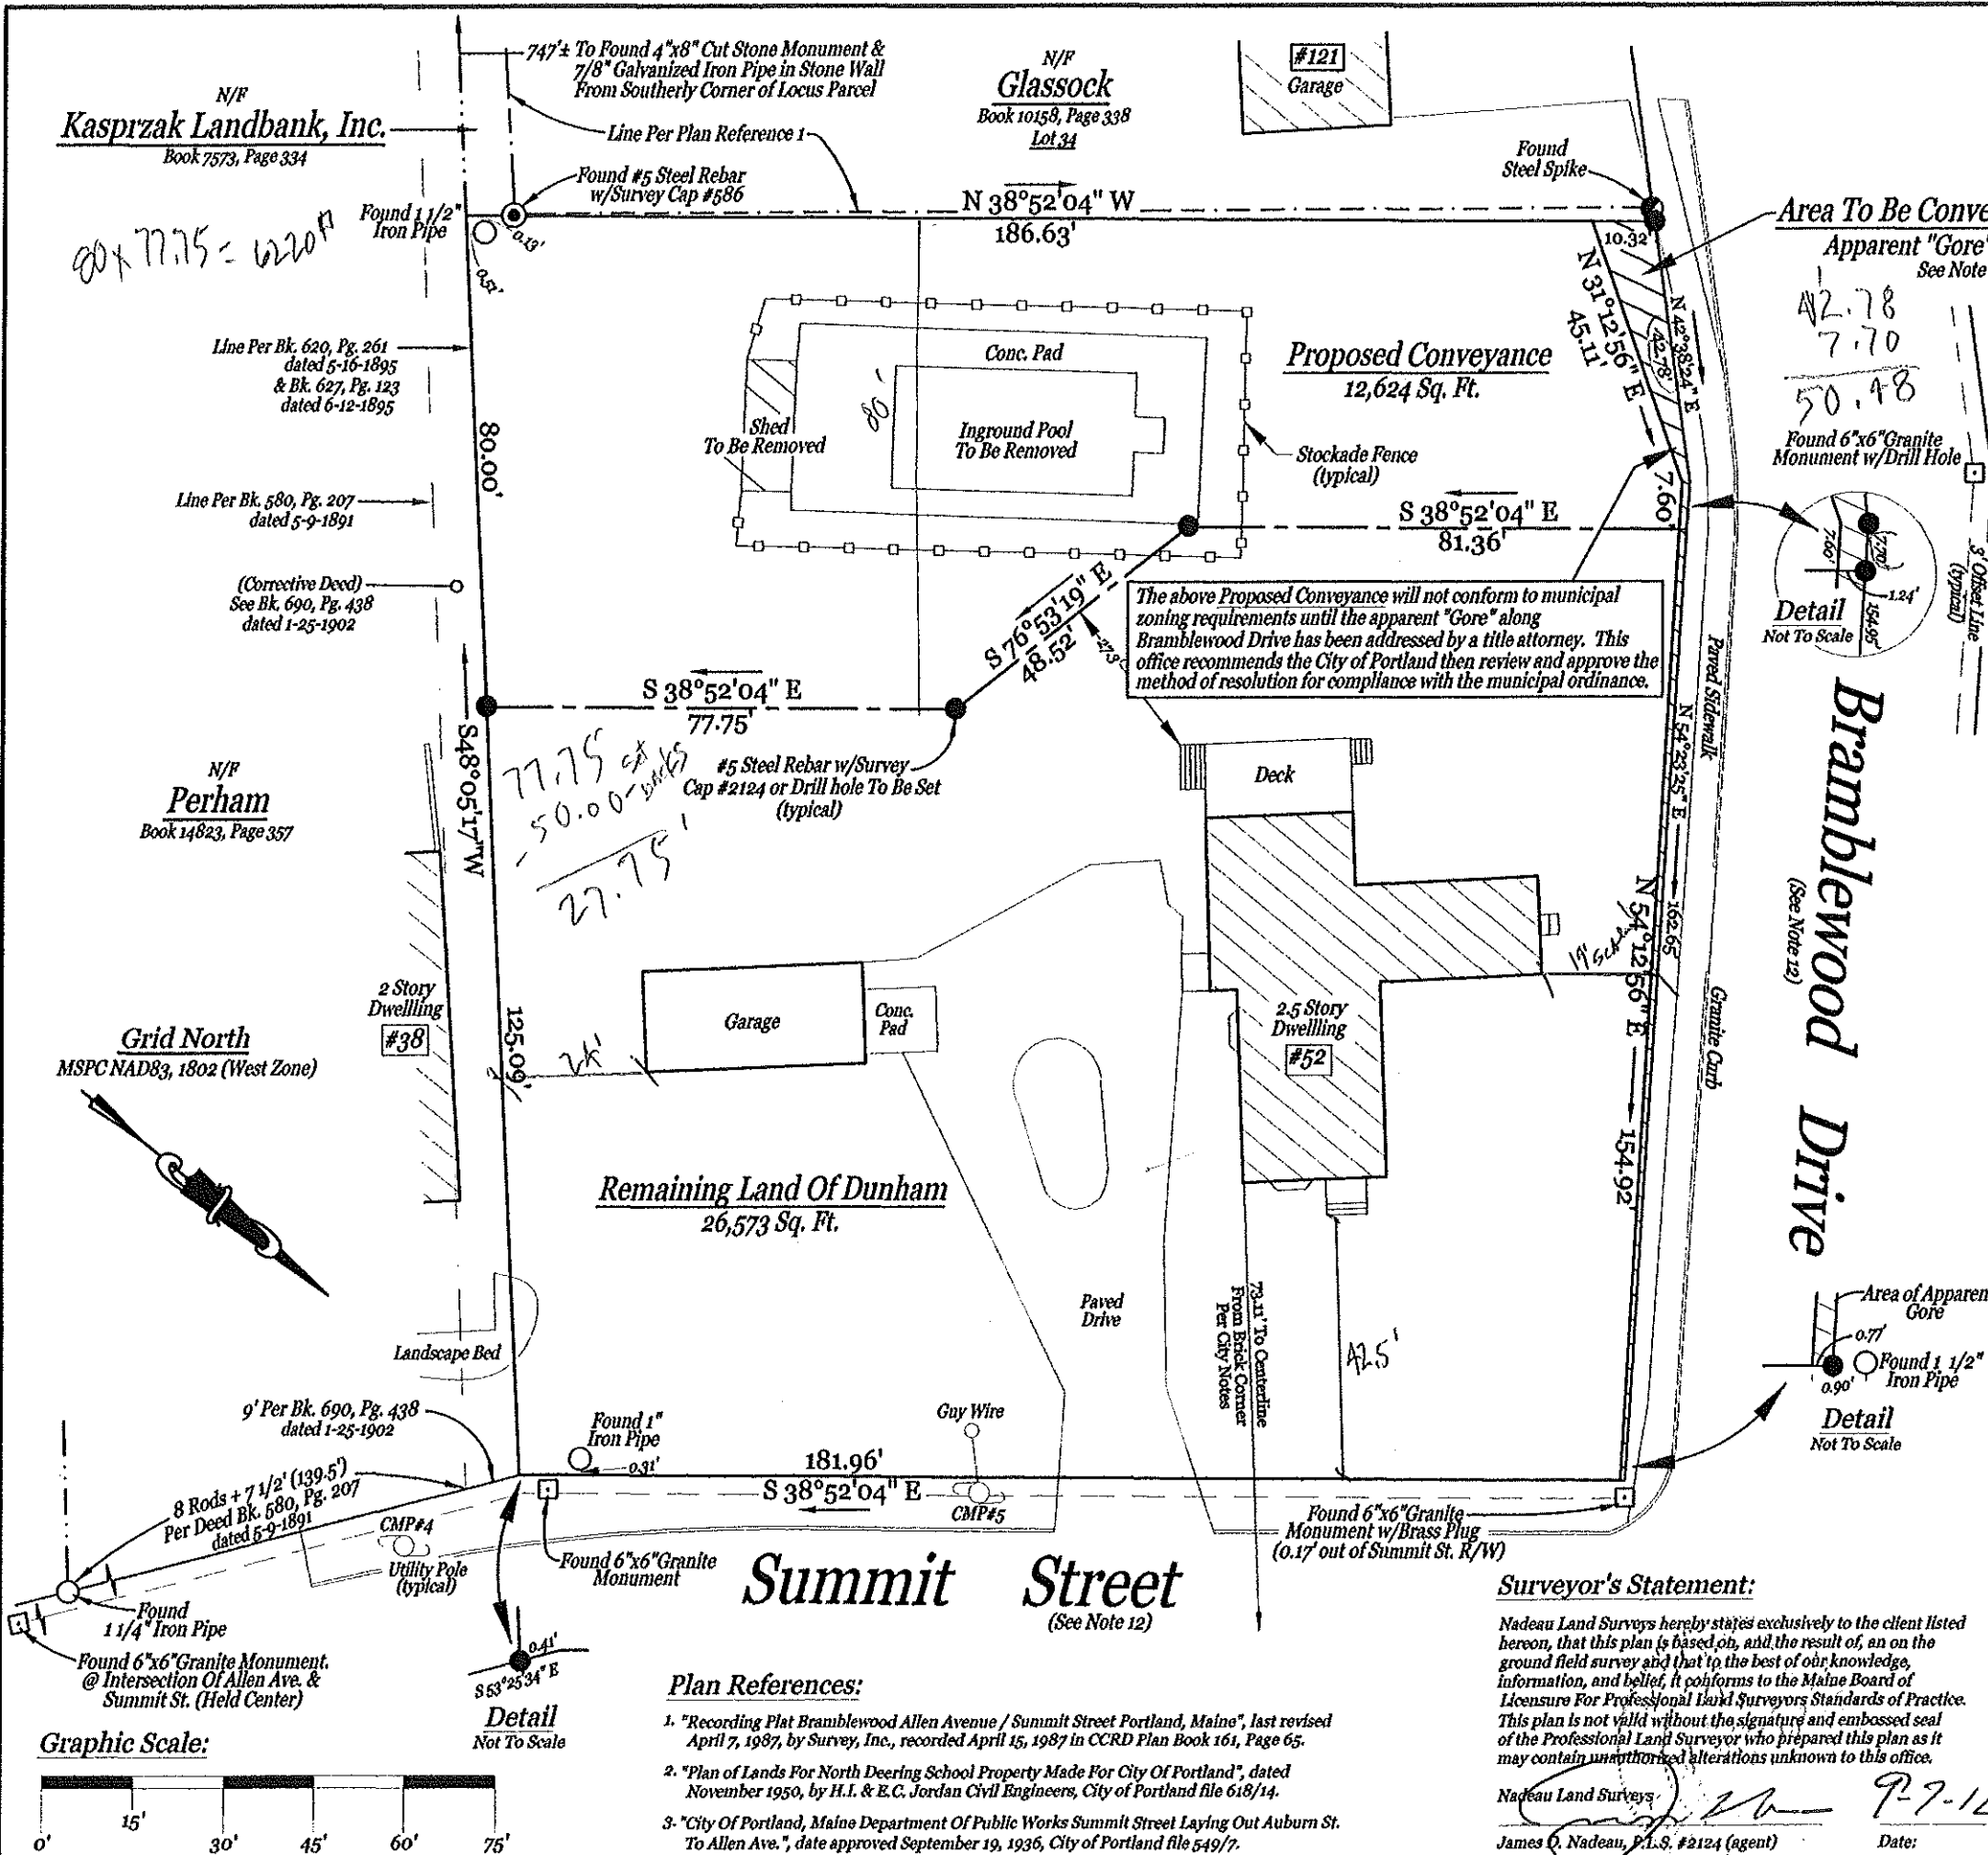 747'± To Found 4"x8" Cut Stone Monument &
7/8" Galvanized Iron Pipe in Stone Wall
From Southerly Corner of Locus Parcel
N/F
Glassock
Book 10158, Page 338
Lot 34
#121
Garage
N/F
Kasprzak Landbank, Inc.
Book 7573, Page 334
Line Per Plan Reference 1
Found #5 Steel Rebar
w/Survey Cap #586
Found 1 1/2"
Iron Pipe
0.13'
0.51'
80 x 77.75 = 6220
N 38°52'04" W
186.63'
Found
Steel Spike
10.32'
Area To Be Conve
Apparent "Gore"
See Note
42.78
7.70
50.48
N 31°12'56" E
45.11'
N 42°38'24" E
42.78'
Line Per Bk. 620, Pg. 261
dated 5-16-1895
& Bk. 627, Pg. 123
dated 6-12-1895
80.00'
Conc. Pad
80'
Shed
To Be Removed
Inground Pool
To Be Removed
Proposed Conveyance
12,624 Sq. Ft.
Stockade Fence
(typical)
Found 6"x6"Granite
Monument w/Drill Hole
7.60'
Line Per Bk. 580, Pg. 207
dated 5-9-1891
S 38°52'04" E
81.36'
7.60'
7.70'
1.24'
154.95'
Detail
Not To Scale
3' Offset Line
(typical)
(Corrective Deed)
See Bk. 690, Pg. 438
dated 1-25-1902
S 76°53'19" E
48.52'
27.3'
The above Proposed Conveyance will not conform to municipal
zoning requirements until the apparent "Gore" along
Bramblewood Drive has been addressed by a title attorney. This
office recommends the City of Portland then review and approve the
method of resolution for compliance with the municipal ordinance.
S 38°52'04" E
77.75'
S48°05'17"W
77.75'
-50.00
27.75'
#5 Steel Rebar w/Survey
Cap #2124 or Drill hole To Be Set
(typical)
N/F
Perham
Book 14823, Page 357
Deck
Paved Sidewalk
N 54°23'25" E
162.65'
N 54°12'56" E
154.92'
19'
Granite Curb
Bramblewood Drive
(See Note 12)
2 Story
Dwellling
#38
125.09'
Garage
Conc.
Pad
2.5 Story
Dwellling
#52
Grid North
MSPC NAD83, 1802 (West Zone)
Remaining Land Of Dunham
26,573 Sq. Ft.
Paved
Drive
73.11' To Centerline
From Brick Corner
Per City Notes
42.5'
Landscape Bed
Area of Apparen
Gore
0.77'
Found 1 1/2"
Iron Pipe
0.90'
Detail
Not To Scale
9' Per Bk. 690, Pg. 438
dated 1-25-1902
8 Rods + 7 1/2' (139.5')
Per Deed Bk. 580, Pg. 207
dated 5-9-1891
Found 1"
Iron Pipe
0.31'
Guy Wire
181.96'
S 38°52'04" E
CMP#4
CMP#5
Utility Pole
(typical)
Found 6"x6"Granite
Monument
Found 6"x6"Granite
Monument w/Brass Plug
(0.17' out of Summit St. R/W)
Summit Street
(See Note 12)
Found
1 1/4" Iron Pipe
Found 6"x6"Granite Monument.
@ Intersection Of Allen Ave. &
Summit St. (Held Center)
0.41'
S 53°25'34" E
Detail
Not To Scale
Graphic Scale:
0' 15' 30' 45' 60' 75'
Plan References:
1. "Recording Plat Bramblewood Allen Avenue / Summit Street Portland, Maine", last revised
April 7, 1987, by Survey, Inc., recorded April 15, 1987 in CCRD Plan Book 161, Page 65.
2. "Plan of Lands For North Deering School Property Made For City Of Portland", dated
November 1950, by H.I. & E.C. Jordan Civil Engineers, City of Portland file 618/14.
3. "City Of Portland, Maine Department Of Public Works Summit Street Laying Out Auburn St.
To Allen Ave.", date approved September 19, 1936, City of Portland file 549/7.
Surveyor's Statement:
Nadeau Land Surveys hereby states exclusively to the client listed
hereon, that this plan is based on, and the result of, an on the
ground field survey and that to the best of our knowledge,
information, and belief, it conforms to the Maine Board of
Licensure For Professional Land Surveyors Standards of Practice.
This plan is not valid without the signature and embossed seal
of the Professional Land Surveyor who prepared this plan as it
may contain unauthorized alterations unknown to this office.
Nadeau Land Surveys
James D. Nadeau, P.L.S. #2124 (agent)
Date: